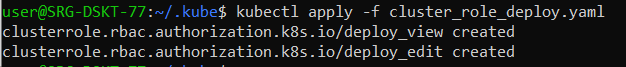 user@SRG-DSKT-77:~/.kube$ kubectl apply -f cluster_role_deploy.yaml
clusterrole.rbac.authorization.k8s.io/deploy_view created
clusterrole.rbac.authorization.k8s.io/deploy_edit created